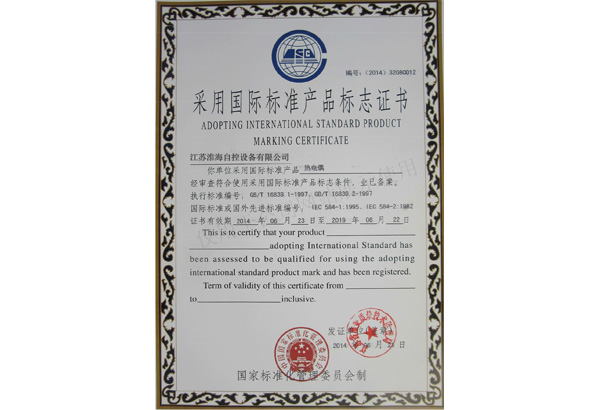 编号:(2014)32080012
采用国际标准产品标志证书
ADOPTING INTERNATIONAL STANDARD PRODUCT
MARKING CERTIFICATE
江苏淮海自控设备有限公司
你单位采用国际标准产品 热电偶
经审查符合使用采用国际标准产品标志条件,业已备案。
执行标准编号:GB/T 16839.1-1997、GB/T 16839.2-1997
国际标准或国外先进标准编号:IEC 584-1:1995、IEC 584-2:1982
证书有效期 2014 年 06 月 23 日至 2019 年 06 月 22 日
This is to certify that your product
adopting International Standard has
been assessed to be qualified for using the adopting
international standard product mark and has been registered.
Term of validity of this certificate from
to inclusive.
发证
2014 06 日
国家标准化管理委员会制